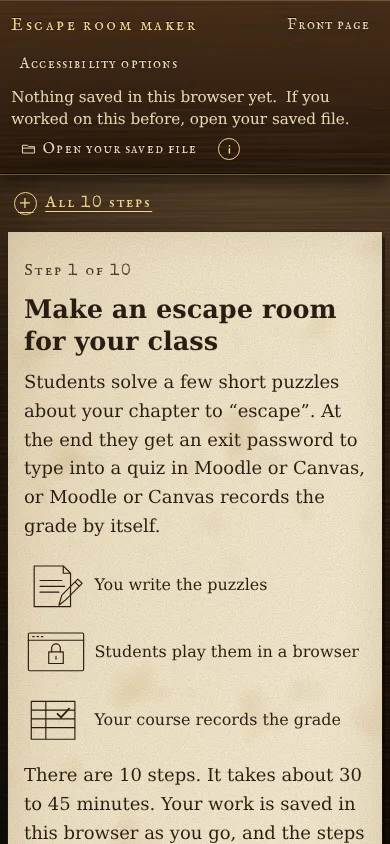 Escape room maker
Front page
Accessibility options
Nothing saved in this browser yet. If you
worked on this before, open your saved file.
Open your saved file
All 10 steps
Step 1 of 10
Make an escape room
for your class
Students solve a few short puzzles
about your chapter to “escape”. At
the end they get an exit password to
type into a quiz in Moodle or Canvas,
or Moodle or Canvas records the
grade by itself.
You write the puzzles
Students play them in a browser
Your course records the grade
There are 10 steps. It takes about 30
to 45 minutes. Your work is saved in
this browser as you go, and the steps